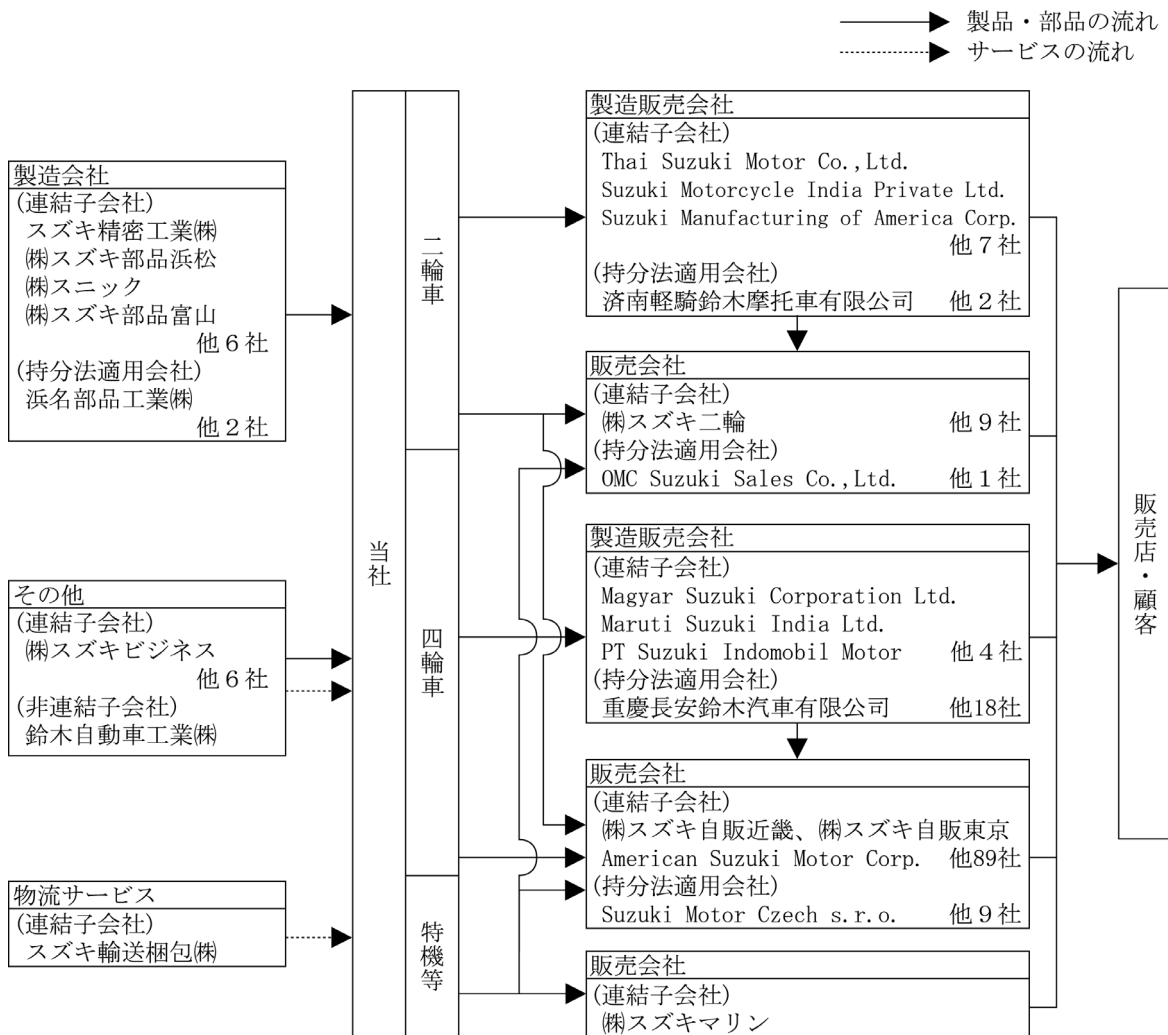 製品・部品の流れ
サービスの流れ
製造会社
(連結子会社)
スズキ精密工業㈱
㈱スズキ部品浜松
㈱スニック
㈱スズキ部品富山
他６社
(持分法適用会社)
浜名部品工業㈱
他２社
その他
(連結子会社)
㈱スズキビジネス
他６社
(非連結子会社)
鈴木自動車工業㈱
物流サービス
(連結子会社)
スズキ輸送梱包㈱
当社
二輪車
四輪車
特機等
製造販売会社
(連結子会社)
Thai Suzuki Motor Co.,Ltd.
Suzuki Motorcycle India Private Ltd.
Suzuki Manufacturing of America Corp.
他７社
(持分法適用会社)
済南軽騎鈴木摩托車有限公司 他２社
販売会社
(連結子会社)
㈱スズキ二輪 他９社
(持分法適用会社)
OMC Suzuki Sales Co.,Ltd. 他１社
製造販売会社
(連結子会社)
Magyar Suzuki Corporation Ltd.
Maruti Suzuki India Ltd.
PT Suzuki Indomobil Motor 他４社
(持分法適用会社)
重慶長安鈴木汽車有限公司 他18社
販売会社
(連結子会社)
㈱スズキ自販近畿、㈱スズキ自販東京
American Suzuki Motor Corp. 他89社
(持分法適用会社)
Suzuki Motor Czech s.r.o. 他９社
販売会社
(連結子会社)
㈱スズキマリン
販売店・顧客